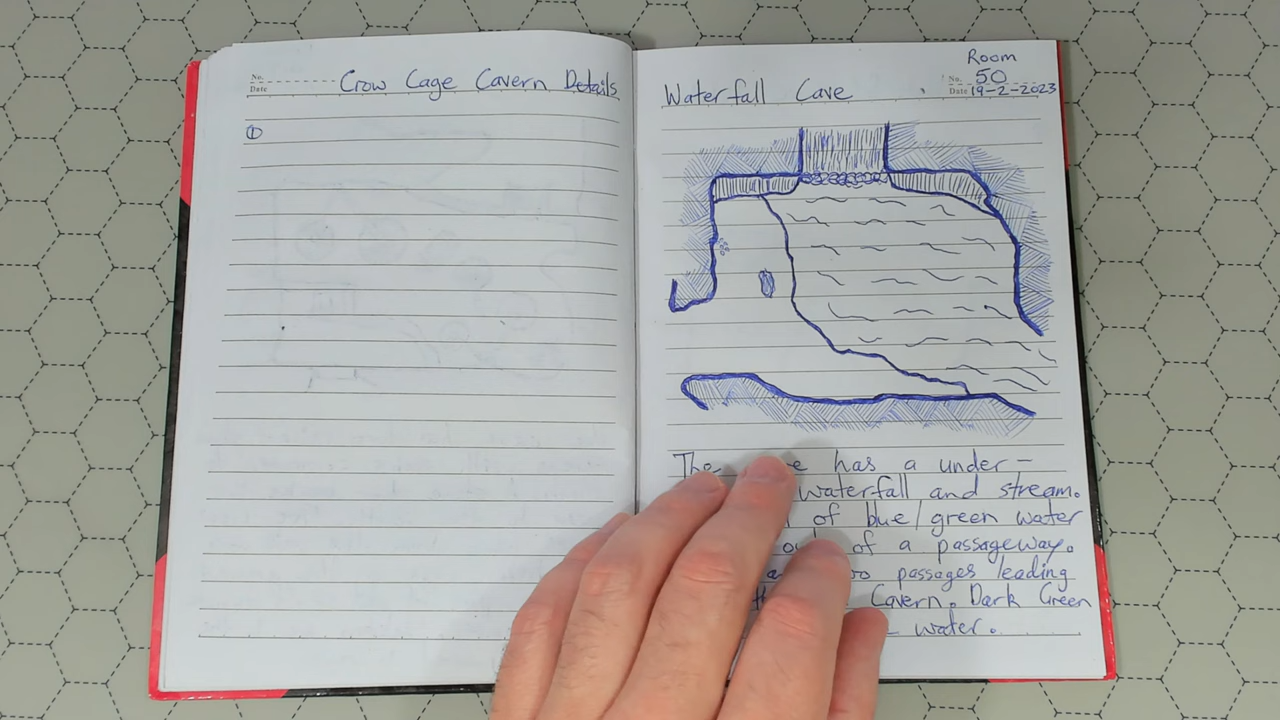 No.
Date
Crow Cage Cavern Details
①
Room
Waterfall Cave
No. 50
Date 19-2-2023
The has a under-
waterfall and stream.
of blue/green water
of a passageway.
passages leading
Cavern. Dark Green
water.